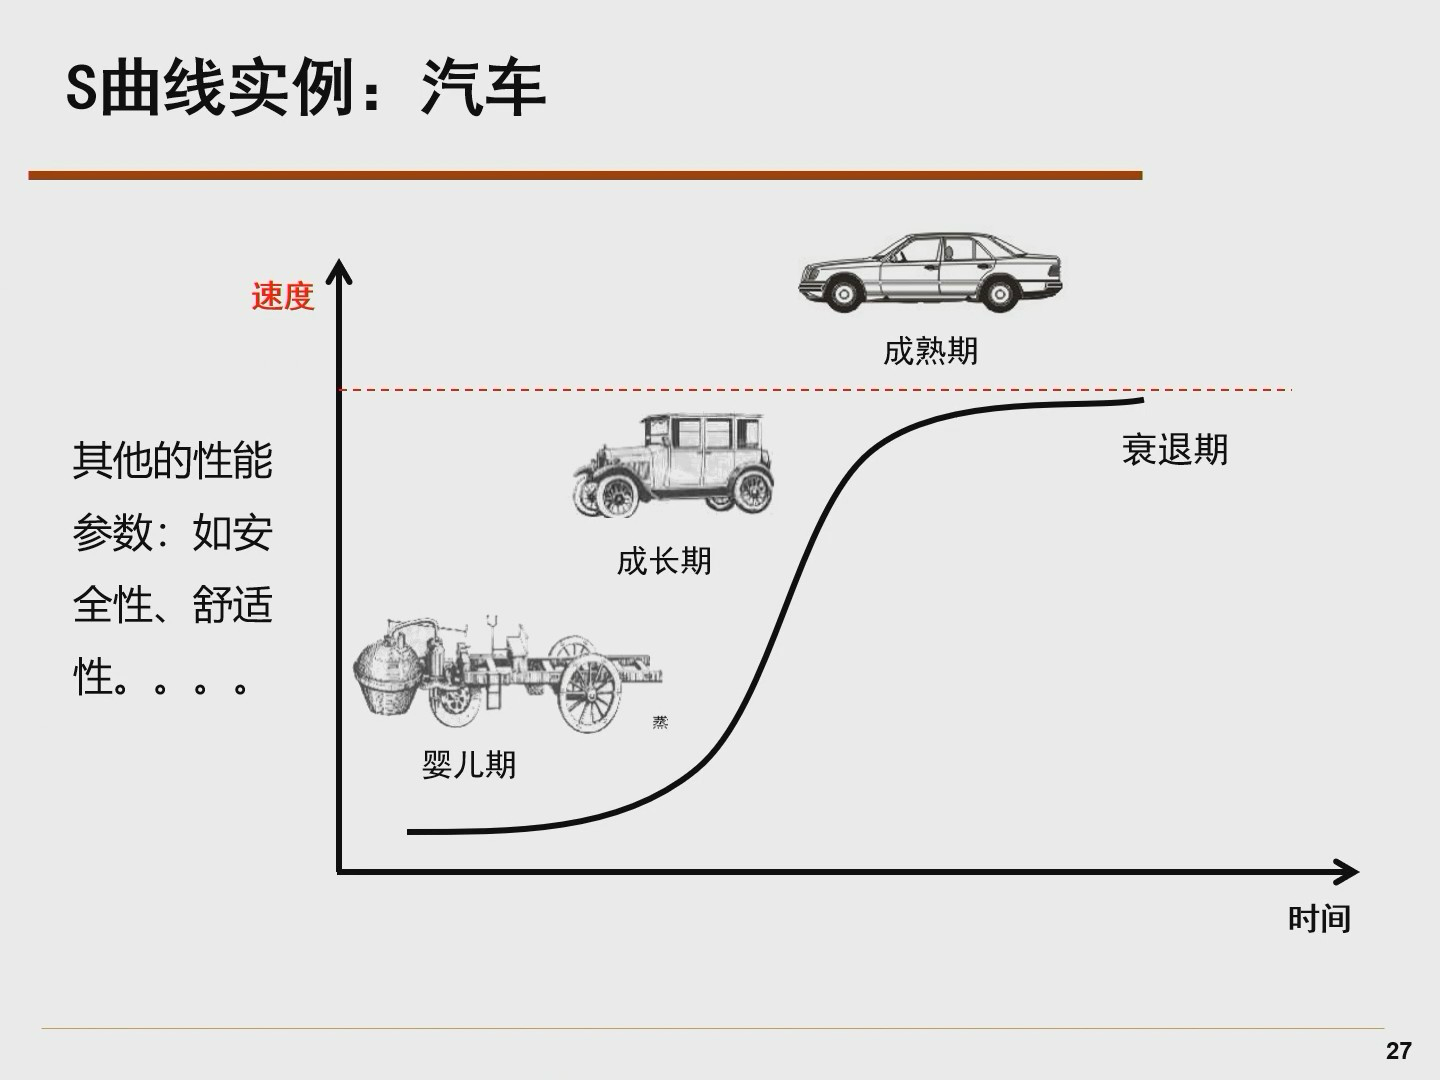 S曲线实例：汽车
速度
成熟期
其他的性能
参数：如安
全性、舒适
性。。。。
衰退期
成长期
蒸
婴儿期
时间
27